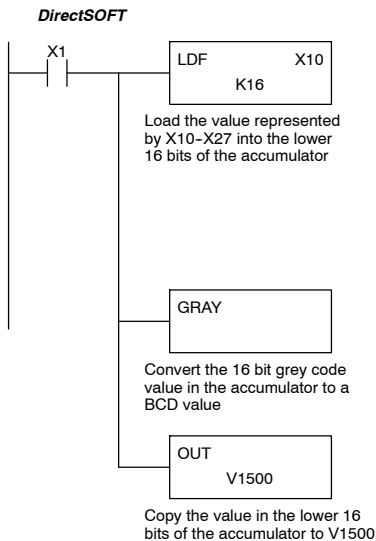 DirectSOFT
X1
LDF X10
K16
Load the value represented
by X10-X27 into the lower
16 bits of the accumulator
GRAY
Convert the 16 bit grey code
value in the accumulator to a
BCD value
OUT
V1500
Copy the value in the lower 16
bits of the accumulator to V1500